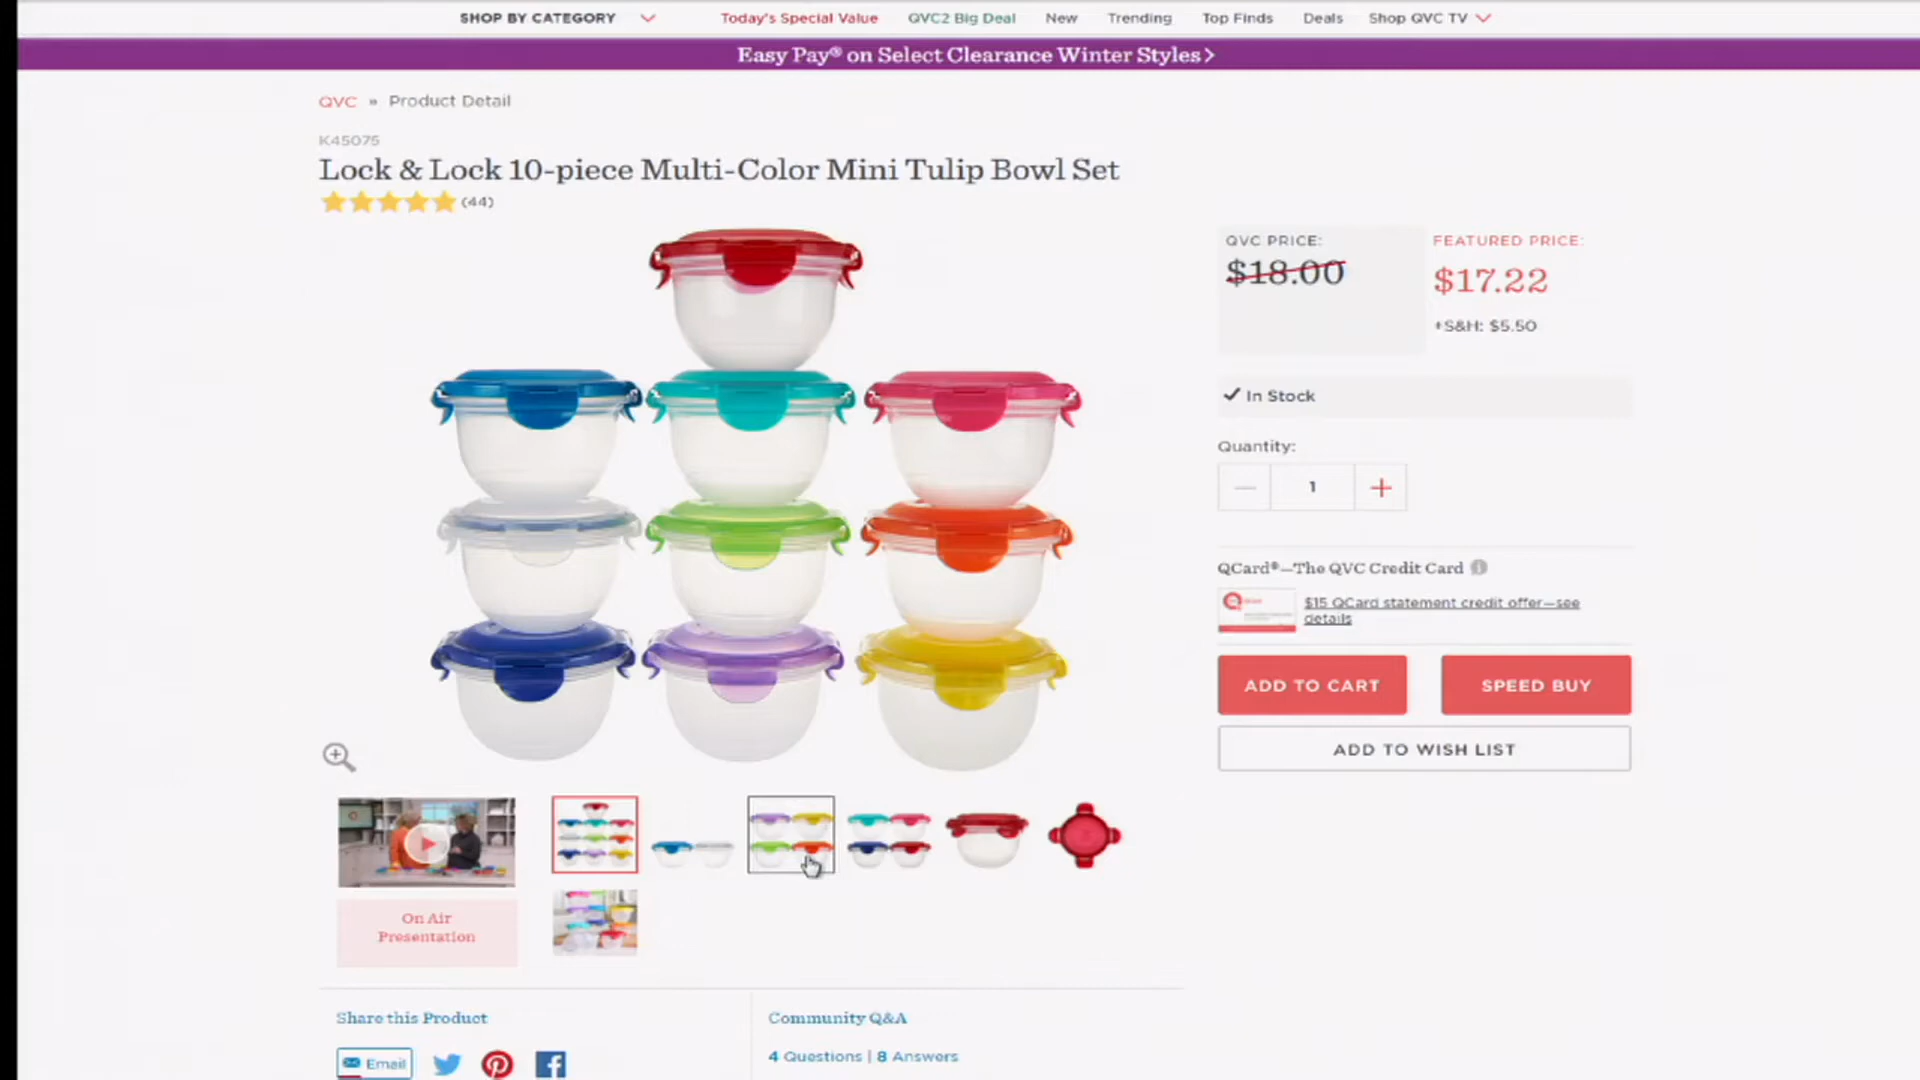 SHOP BY CATEGORY
Today's Special Value
QVC2 Big Deal
New
Trending
Top Finds
Deals
Shop QVC TV
Easy Pay® on Select Clearance Winter Styles
QVC » Product Detail
K45075
Lock & Lock 10-piece Multi-Color Mini Tulip Bowl Set
(44)
QVC PRICE:
$18.00
FEATURED PRICE:
$17.22
+S&H: $5.50
In Stock
Quantity:
1
QCard®—The QVC Credit Card
$15 QCard statement credit offer—see
details
ADD TO CART
SPEED BUY
ADD TO WISH LIST
On Air
Presentation
Share this Product
Email
Community Q&A
4 Questions | 8 Answers